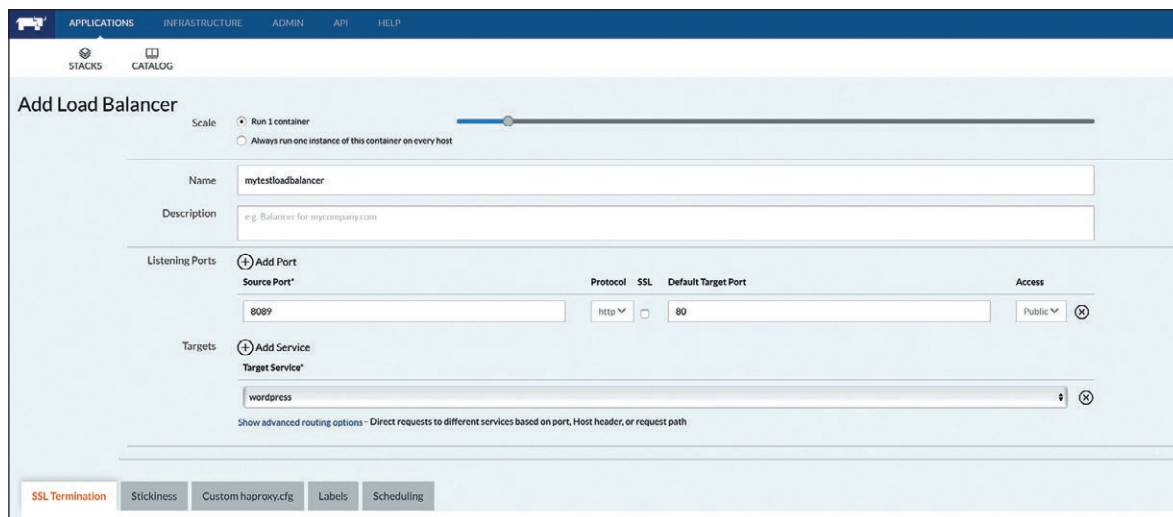 APPLICATIONS INFRASTRUCTURE ADMIN API HELP
STACKS CATALOG
Add Load Balancer
Scale Run 1 container
Always run one instance of this container on every host
Name mytestloadbalancer
Description e.g. Balancer for mycompany.com
Listening Ports Add Port
Source Port* Protocol SSL Default Target Port Access
8089 http 80 Public
Targets Add Service
Target Service*
wordpress
Show advanced routing options - Direct requests to different services based on port, Host header, or request path
SSL Termination Stickiness Custom haproxy.cfg Labels Scheduling